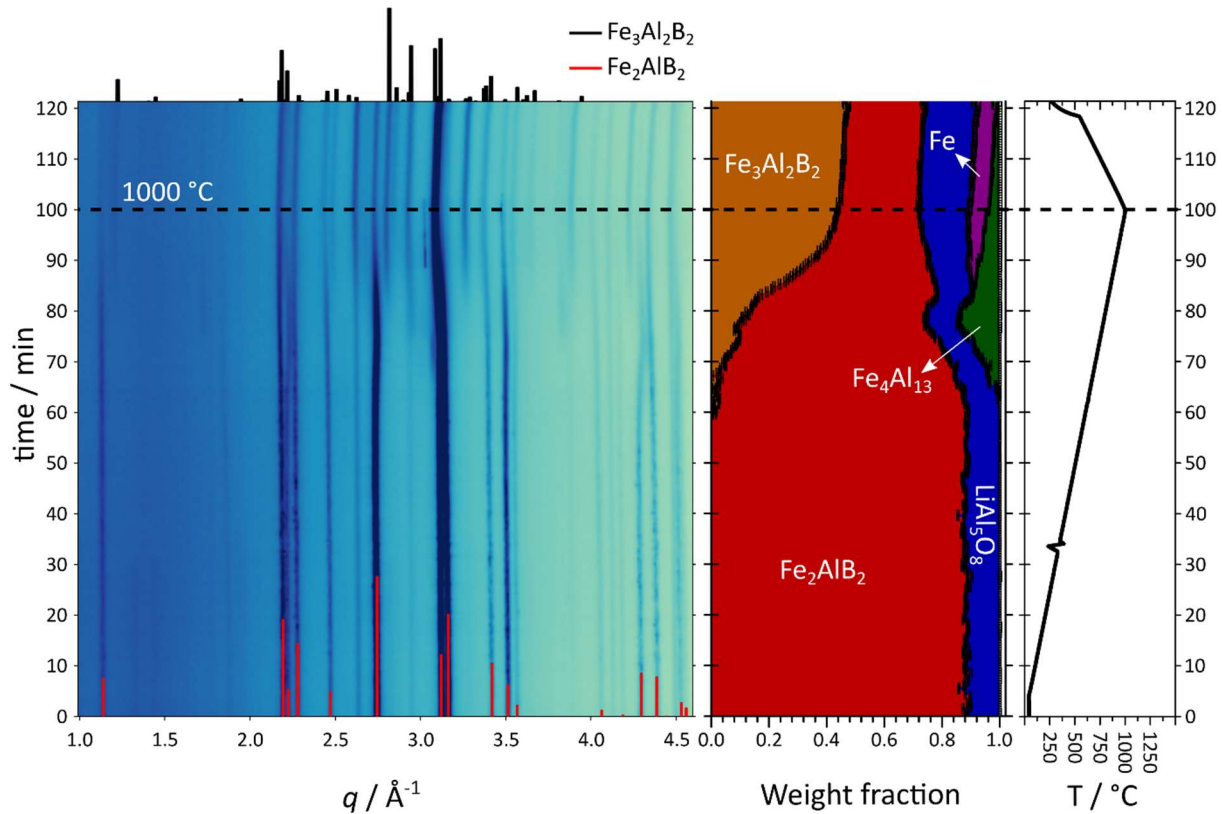 Fe₃Al₂B₂
Fe₂AlB₂
120
110
100
90
80
70
60
50
40
30
20
10
0
time / min
1000 °C
1.0 1.5 2.0 2.5 3.0 3.5 4.0 4.5
q / Å⁻¹
Fe₃Al₂B₂
Fe
Fe₄Al₁₃
LiAl₅O₈
Fe₂AlB₂
0.0 0.2 0.4 0.6 0.8 1.0
Weight fraction
120
110
100
90
80
70
60
50
40
30
20
10
0
250 500 750 1000 1250
T / °C